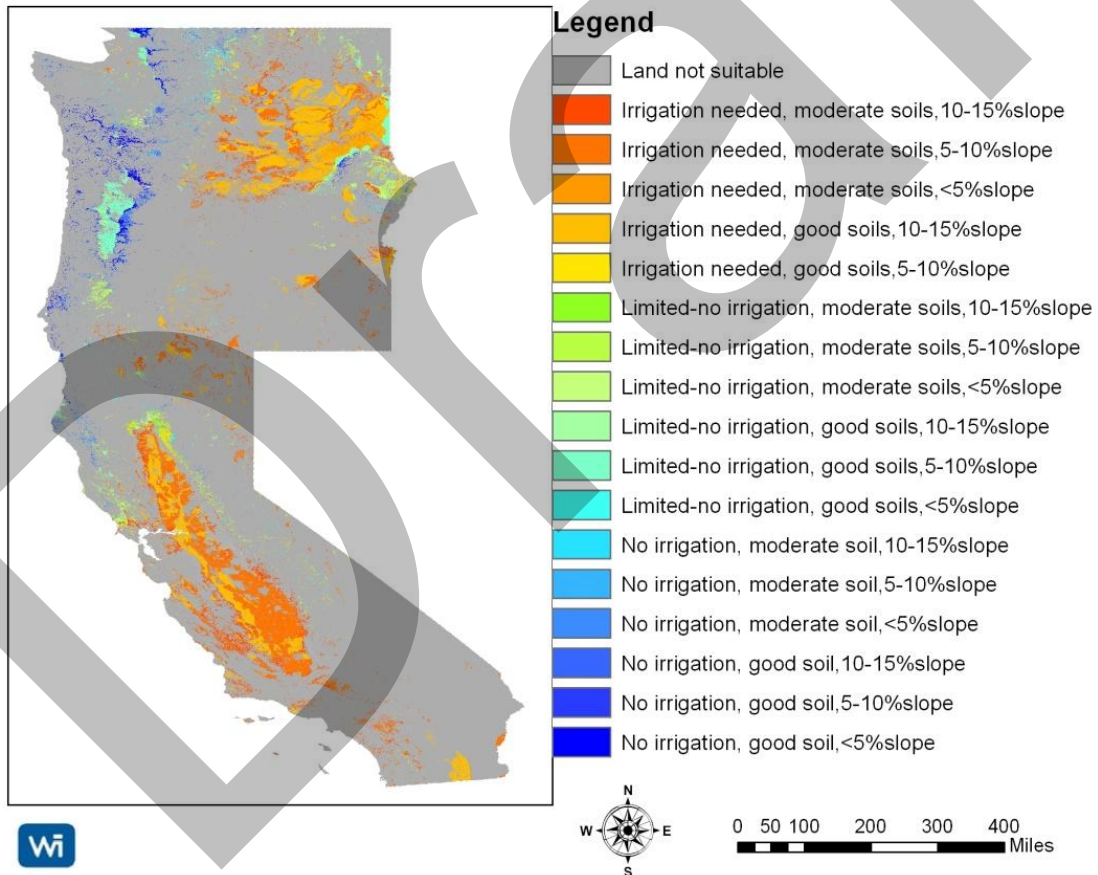 Legend
Land not suitable
Irrigation needed, moderate soils,10-15%slope
Irrigation needed, moderate soils,5-10%slope
Irrigation needed, moderate soils,<5%slope
Irrigation needed, good soils,10-15%slope
Irrigation needed, good soils,5-10%slope
Limited-no irrigation, moderate soils,10-15%slope
Limited-no irrigation, moderate soils,5-10%slope
Limited-no irrigation, moderate soils,<5%slope
Limited-no irrigation, good soils,10-15%slope
Limited-no irrigation, good soils,5-10%slope
Limited-no irrigation, good soils,<5%slope
No irrigation, moderate soil,10-15%slope
No irrigation, moderate soil,5-10%slope
No irrigation, moderate soil,<5%slope
No irrigation, good soil,10-15%slope
No irrigation, good soil,5-10%slope
No irrigation, good soil,<5%slope
Draft
N
W E
S
0 50 100 200 300 400
Miles
Wi